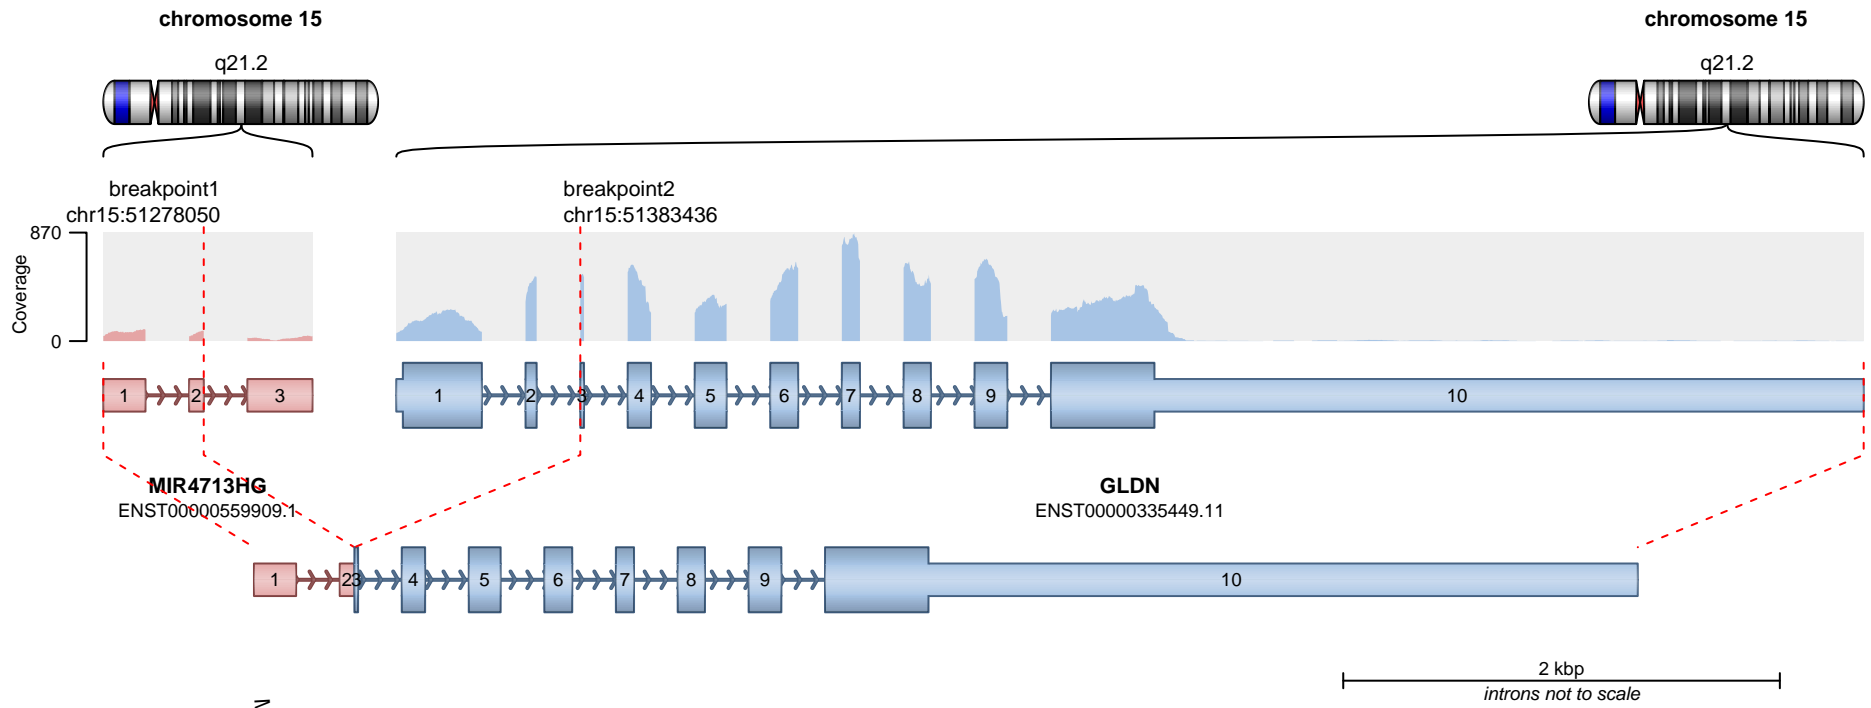 chromosome 15
chromosome 15
q21.2
q21.2
breakpoint1
chr15:51278050
breakpoint2
chr15:51383436
870
0
Coverage
1 2 3
1 2 3 4 5 6 7 8 9 10
MIR4713HG
ENST00000559909.1
GLDN
ENST00000335449.11
1 2 3 4 5 6 7 8 9 10
2 kbp
introns not to scale